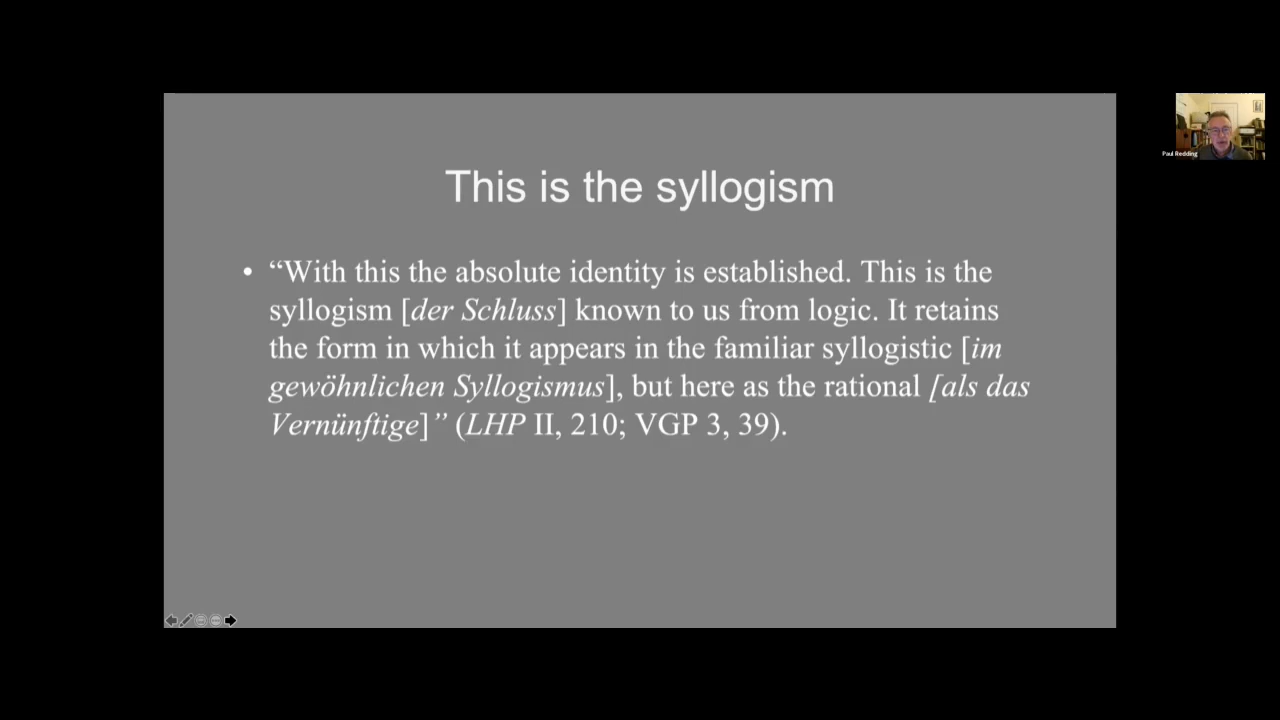 This is the syllogism
• “With this the absolute identity is established. This is the
syllogism [der Schluss] known to us from logic. It retains
the form in which it appears in the familiar syllogistic [im
gewöhnlichen Syllogismus], but here as the rational [als das
Vernünftige]” (LHP II, 210; VGP 3, 39).
Paul Redding